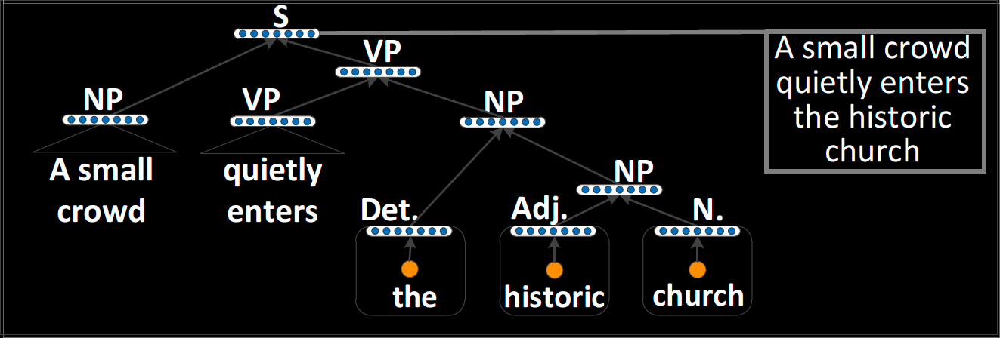 S
VP
NP
VP
NP
A small
crowd
quietly
enters
NP
Det.
Adj.
N.
the
historic
church
A small crowd
quietly enters
the historic
church